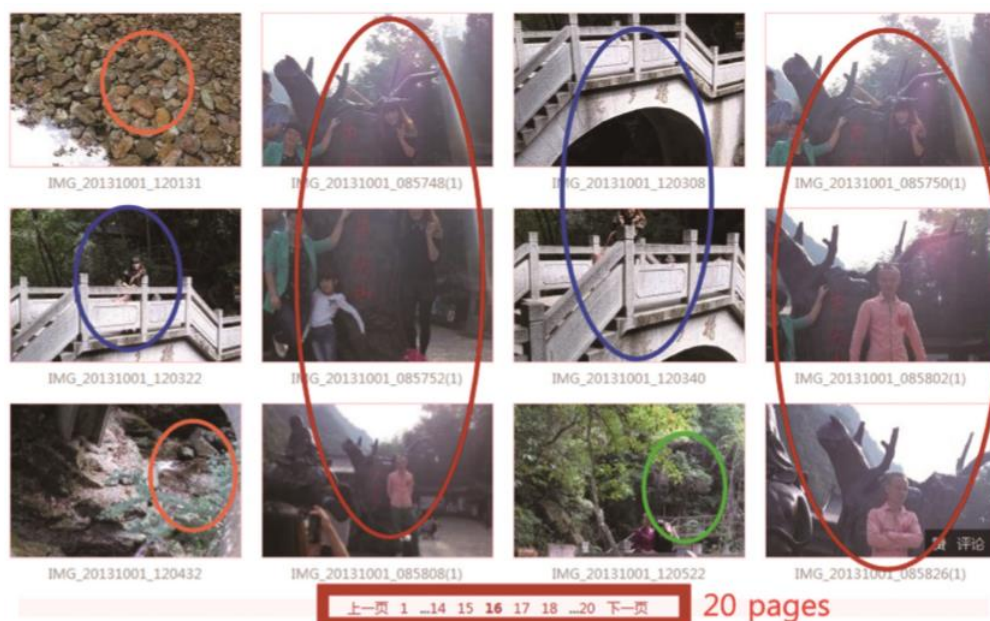 IMG_20131001_120131
IMG_20131001_085748(1)
IMG_20131001_120308
IMG_20131001_085750(1)
IMG_20131001_120322
IMG_20131001_085752(1)
IMG_20131001_120340
IMG_20131001_085802(1)
赞 评论
IMG_20131001_120432
IMG_20131001_085808(1)
IMG_20131001_120522
IMG_20131001_085826(1)
上一页 1 ...14 15 16 17 18 ...20 下一页
20 pages